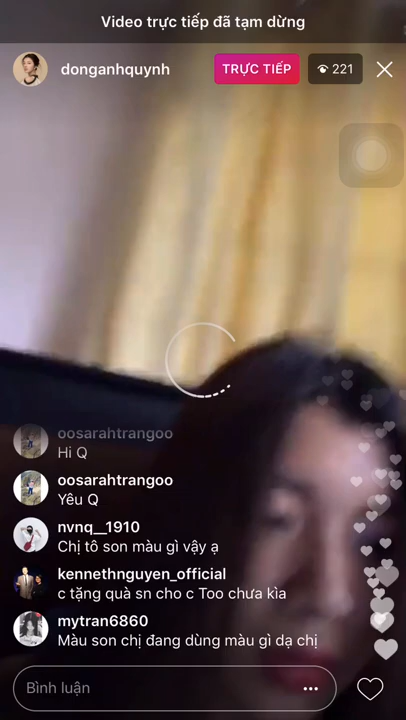 Video trực tiếp đã tạm dừng
donganhquynh
TRỰC TIẾP
221
oosarahtrangoo
Hi Q
oosarahtrangoo
Yêu Q
nvnq__1910
Chị tô son màu gì vậy ạ
kennethnguyen_official
c tặng quà sn cho c Too chưa kìa
mytran6860
Màu son chị đang dùng màu gì dạ chị
Bình luận